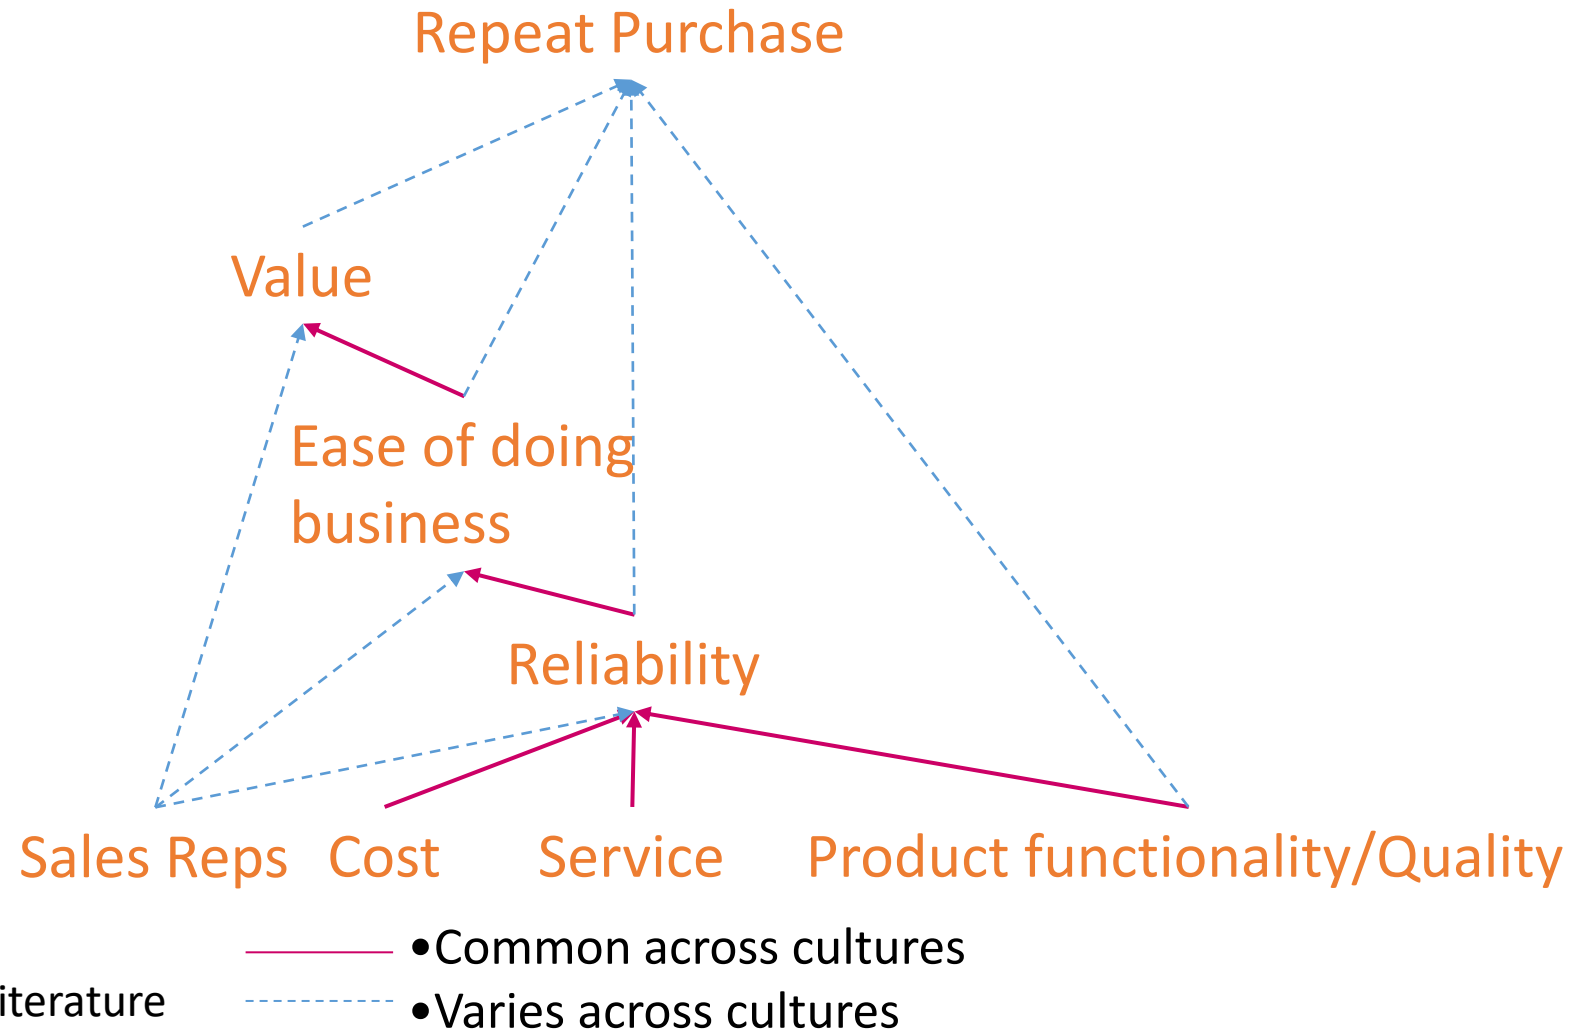 Repeat Purchase
Value
Ease of doing
business
Reliability
Sales Reps
Cost
Service
Product functionality/Quality
•Common across cultures
iterature
•Varies across cultures